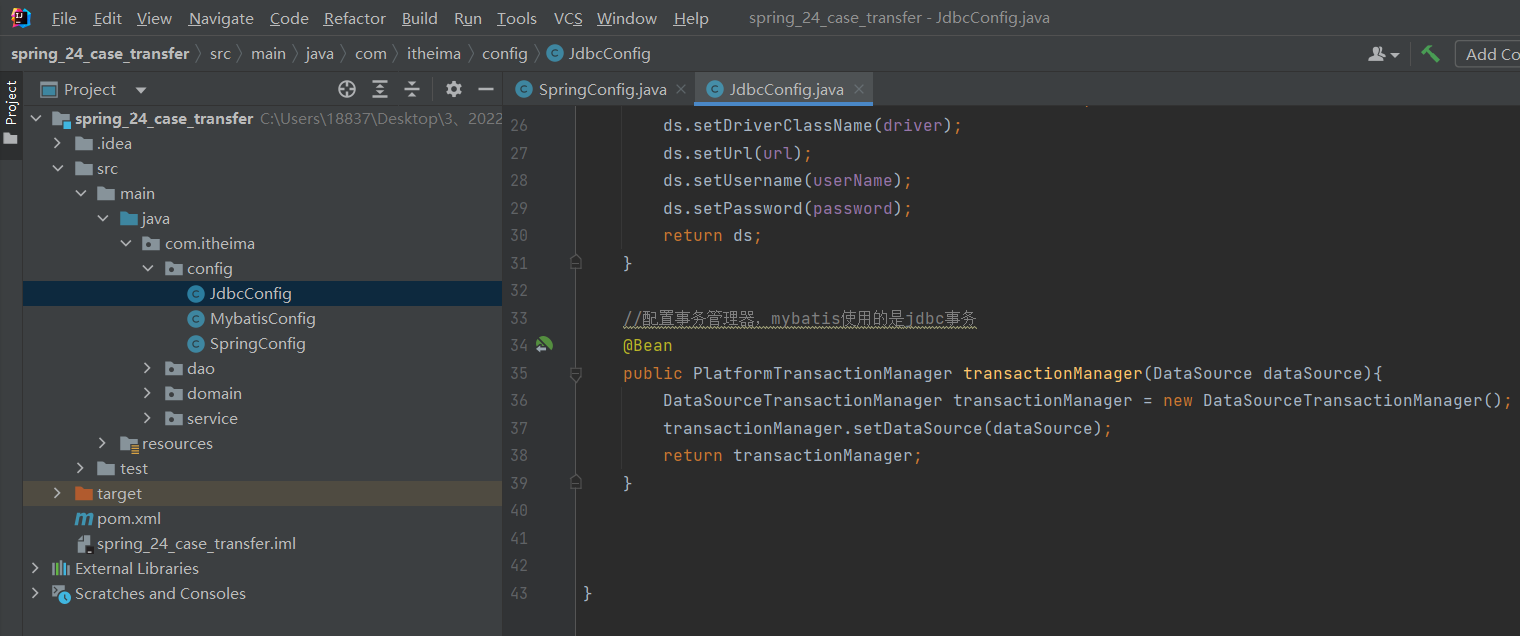 File Edit View Navigate Code Refactor Build Run Tools VCS Window Help spring_24_case_transfer - JdbcConfig.java
spring_24_case_transfer src main java com itheima config JdbcConfig Add Co
Project
Project
SpringConfig.java JdbcConfig.java
spring_24_case_transfer C:\Users\18837\Desktop\3、2022
.idea
src
main
java
com.itheima
config
JdbcConfig
MybatisConfig
SpringConfig
dao
domain
service
resources
test
target
pom.xml
spring_24_case_transfer.iml
External Libraries
Scratches and Consoles
26 ds.setDriverClassName(driver);
27 ds.setUrl(url);
28 ds.setUsername(userName);
29 ds.setPassword(password);
30 return ds;
31 }
32
33 //配置事务管理器，mybatis使用的是jdbc事务
34 @Bean
35 public PlatformTransactionManager transactionManager(DataSource dataSource){
36 DataSourceTransactionManager transactionManager = new DataSourceTransactionManager();
37 transactionManager.setDataSource(dataSource);
38 return transactionManager;
39 }
40
41
42
43 }